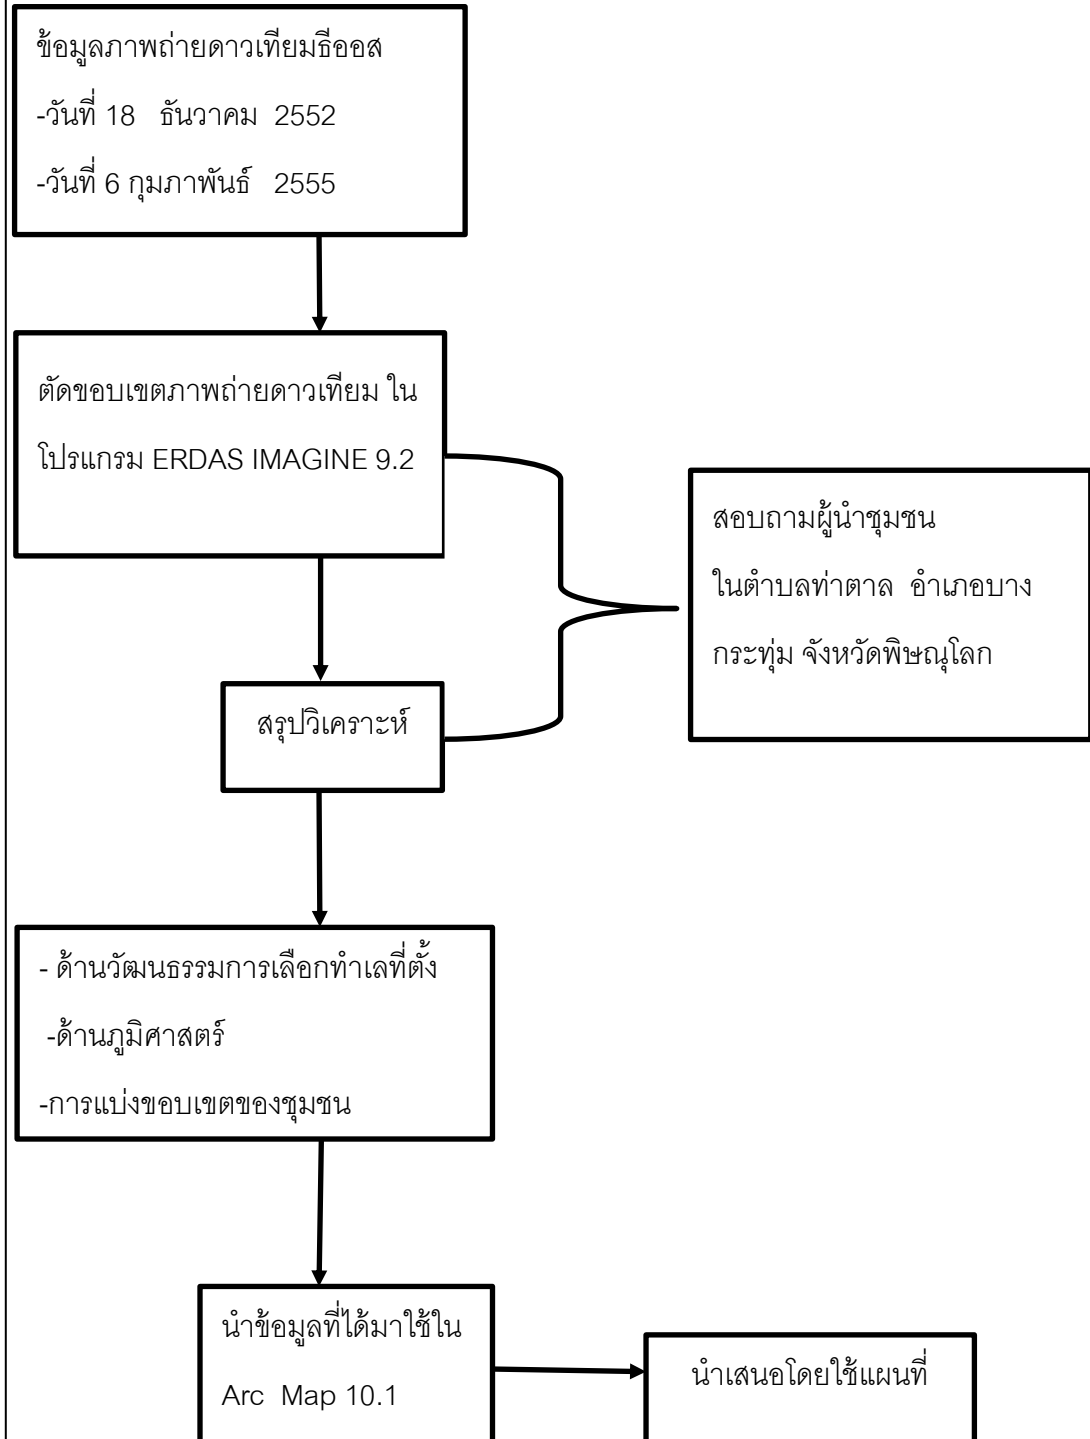 ข้อมูลภาพถ่ายดาวเทียมธีออส
-วันที่ 18 ธันวาคม 2552
-วันที่ 6 กุมภาพันธ์ 2555
ตัดขอบเขตภาพถ่ายดาวเทียม ใน
โปรแกรม ERDAS IMAGINE 9.2
สอบถามผู้นำชุมชน
ในตำบลท่าตาล อำเภอบาง
กระทุ่ม จังหวัดพิษณุโลก
สรุปวิเคราะห์
- ด้านวัฒนธรรมการเลือกทำเลที่ตั้ง
-ด้านภูมิศาสตร์
-การแบ่งขอบเขตของชุมชน
นำข้อมูลที่ได้มาใช้ใน
Arc Map 10.1
นำเสนอโดยใช้แผนที่